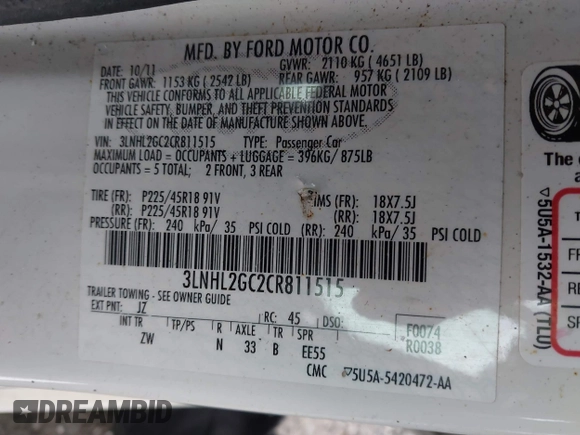 MFD. BY FORD MOTOR CO.
DATE: 10/11 GVWR: 2110 KG ( 4651 LB)
FRONT GAWR: 1153 KG ( 2542 LB) REAR GAWR: 957 KG ( 2109 LB)
THIS VEHICLE CONFORMS TO ALL APPLICABLE FEDERAL MOTOR
VEHICLE SAFETY, BUMPER, AND THEFT PREVENTION STANDARDS
IN EFFECT ON THE DATE OF MANUFACTURE SHOWN ABOVE.
VIN: 3LNHL2GC2CR811515 TYPE: Passenger Car
MAXIMUM LOAD = OCCUPANTS + LUGGAGE = 396KG/ 875LB
OCCUPANTS = 5 TOTAL; 2 FRONT, 3 REAR
TIRE (FR): P225/45R18 91V RIMS (FR): 18X7.5J
(RR): P225/45R18 91V (RR): 18X7.5J
PRESSURE (FR): 240 kPa/ 35 PSI COLD (RR): 240 kPa/ 35 PSI COLD
3LNHL2GC2CR811515
TRAILER TOWING - SEE OWNER GUIDE
EXT PNT: JZ RC: 45 DSO: F0074
INT TR TP/PS R AXLE TR SPR R0038
ZW N 33 B EE55
CMC ▽5U5A-5420472-AA
The
▽5U5A-1532-AA (TLD)
DREAMBID